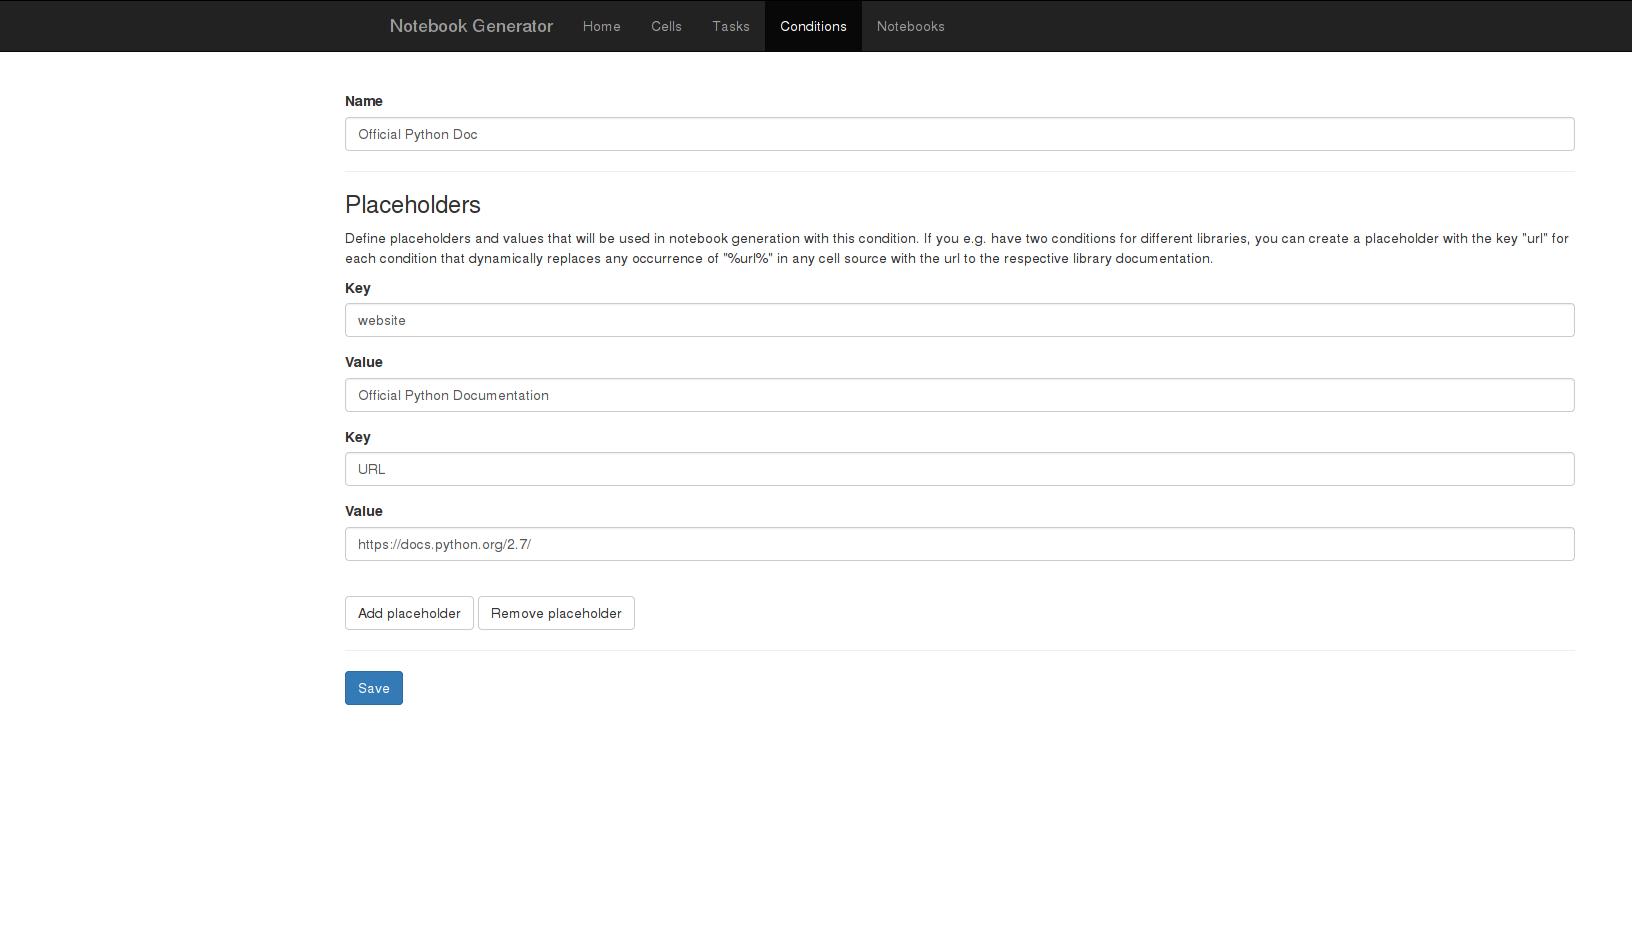 Notebook Generator Home Cells Tasks Conditions Notebooks
Name
Official Python Doc
Placeholders
Define placeholders and values that will be used in notebook generation with this condition. If you e.g. have two conditions for different libraries, you can create a placeholder with the key "url" for
each condition that dynamically replaces any occurrence of "%url%" in any cell source with the url to the respective library documentation.
Key
website
Value
Official Python Documentation
Key
URL
Value
https://docs.python.org/2.7/
Add placeholder Remove placeholder
Save